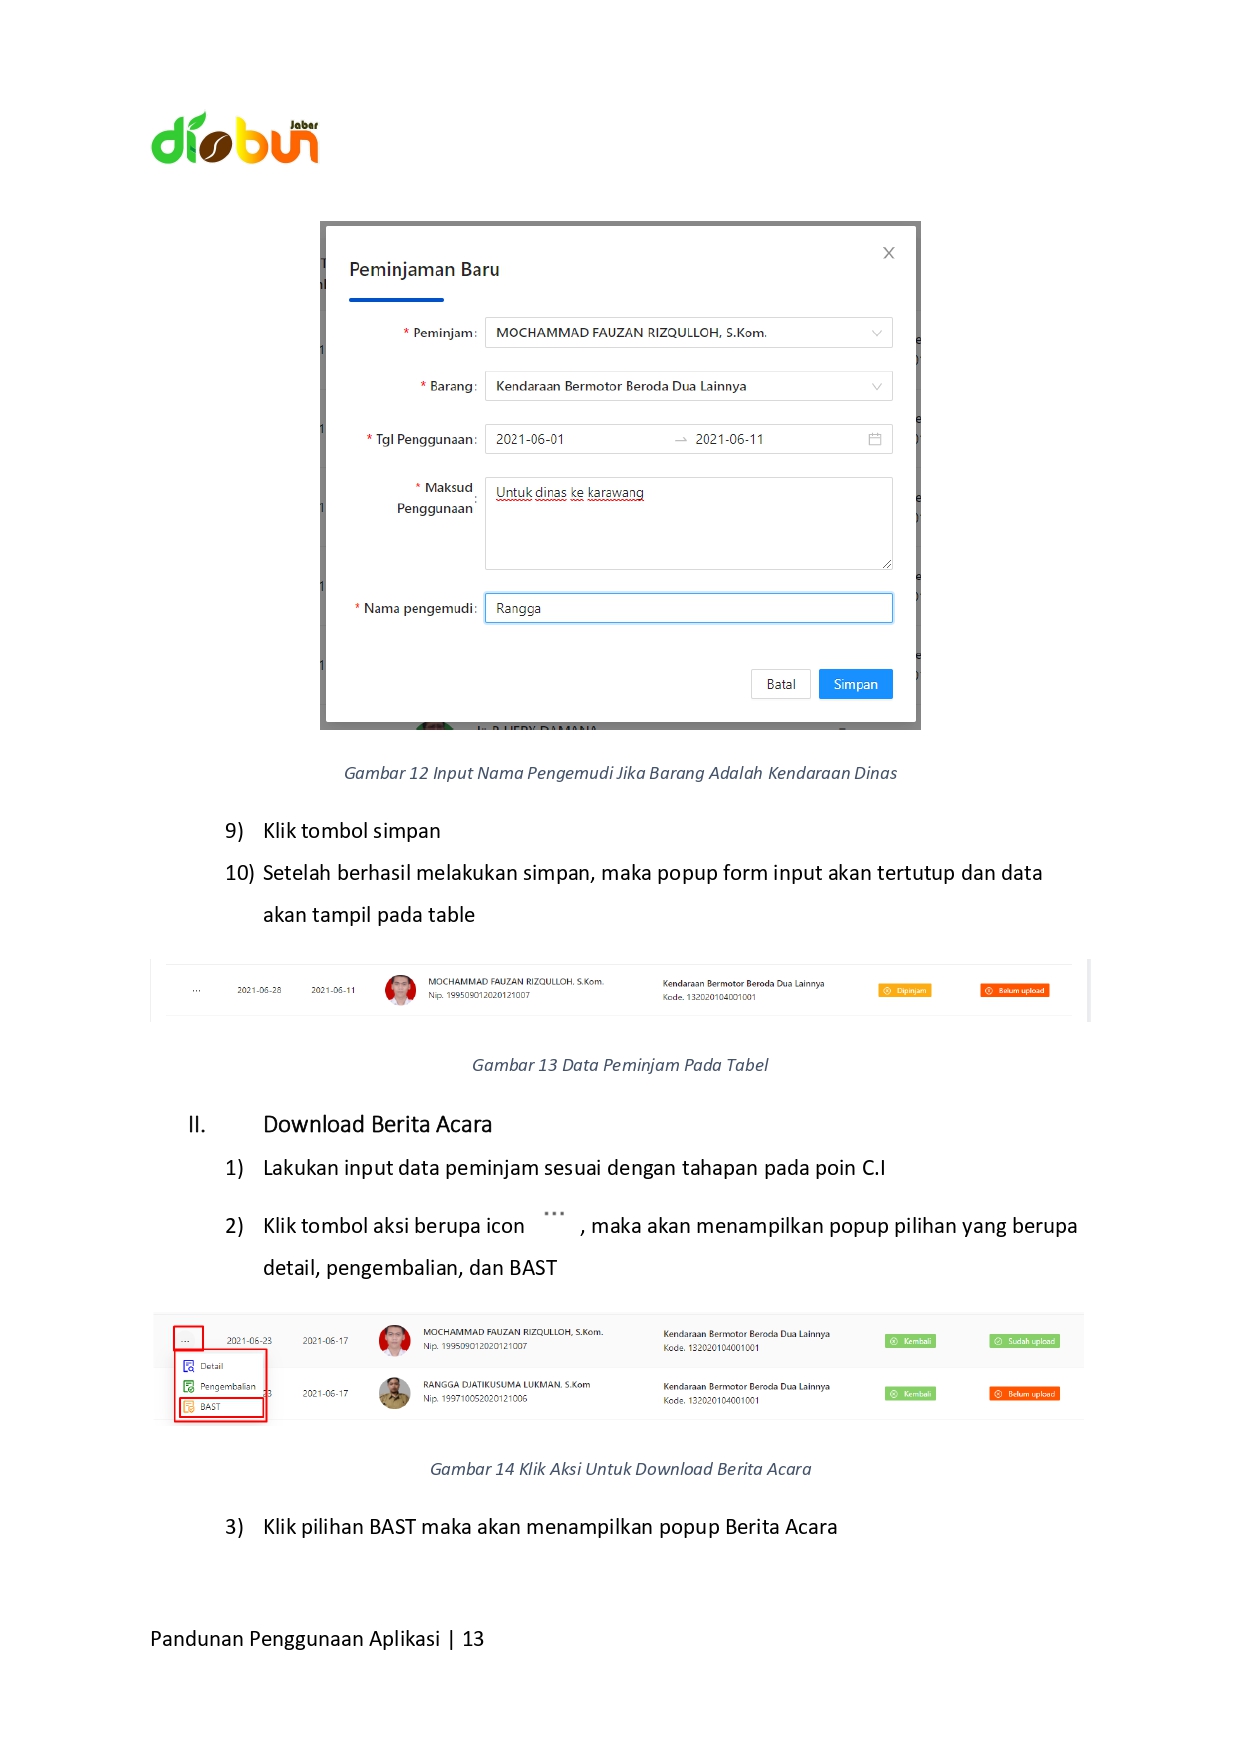 disbun Jabar
Peminjaman Baru
* Peminjam: MOCHAMMAD FAUZAN RIZQULLOH, S.Kom.
* Barang: Kendaraan Bermotor Beroda Dua Lainnya
* Tgl Penggunaan: 2021-06-01 → 2021-06-11
* Maksud Penggunaan : Untuk dinas ke karawang
* Nama pengemudi: Rangga
Batal Simpan
Gambar 12 Input Nama Pengemudi Jika Barang Adalah Kendaraan Dinas
9) Klik tombol simpan
10) Setelah berhasil melakukan simpan, maka popup form input akan tertutup dan data
akan tampil pada table
... 2021-06-28 2021-06-11 MOCHAMMAD FAUZAN RIZQULLOH, S.Kom. Kendaraan Bermotor Beroda Dua Lainnya Dipinjam Belum upload
Nip. 199509012020121007 Kode. 132020104001001
Gambar 13 Data Peminjam Pada Tabel
II. Download Berita Acara
1) Lakukan input data peminjam sesuai dengan tahapan pada poin C.I
2) Klik tombol aksi berupa icon ... , maka akan menampilkan popup pilihan yang berupa
detail, pengembalian, dan BAST
... 2021-06-23 2021-06-17 MOCHAMMAD FAUZAN RIZQULLOH, S.Kom. Kendaraan Bermotor Beroda Dua Lainnya Kembali Sudah upload
Nip. 199509012020121007 Kode. 132020104001001
Detail
Pengembalian 23 2021-06-17 RANGGA DJATIKUSUMA LUKMAN, S.Kom Kendaraan Bermotor Beroda Dua Lainnya Kembali Belum upload
BAST Nip. 199710052020121006 Kode. 132020104001001
Gambar 14 Klik Aksi Untuk Download Berita Acara
3) Klik pilihan BAST maka akan menampilkan popup Berita Acara
Pandunan Penggunaan Aplikasi | 13